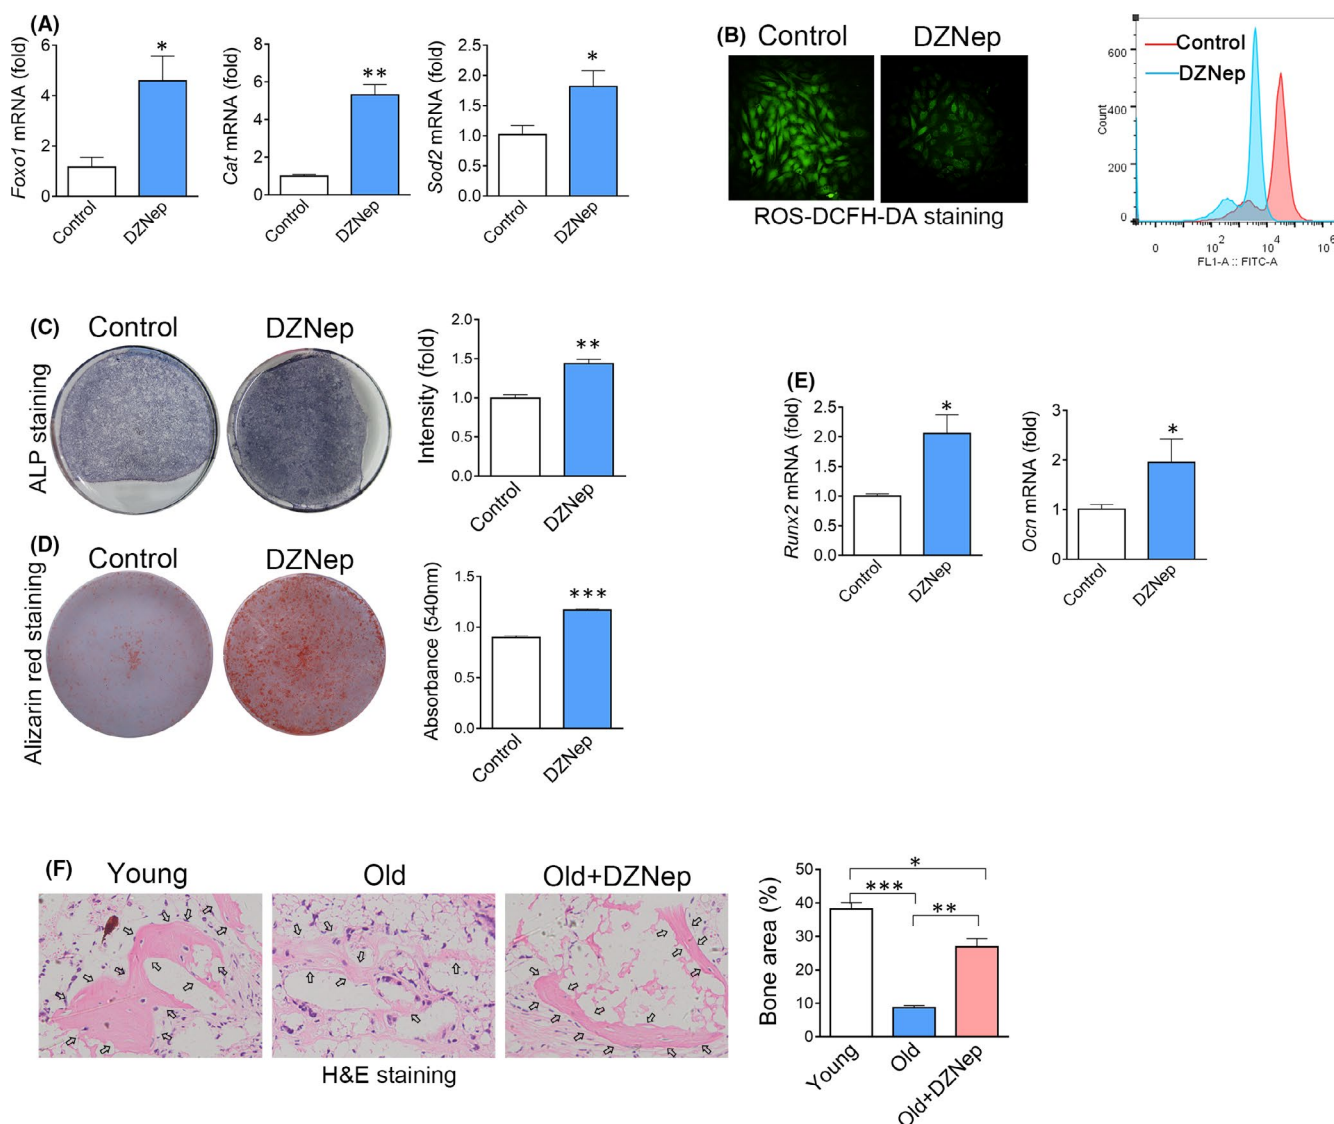 (A)
Foxo1 mRNA (fold)
6
4
2
0
*
Control
DZNep
Cat mRNA (fold)
8
6
4
2
0
**
Control
DZNep
Sod2 mRNA (fold)
2.5
2.0
1.5
1.0
0.5
0.0
*
Control
DZNep
(B)
Control
DZNep
ROS-DCFH-DA staining
Control
DZNep
Count
600
400
200
0
0
10²
10⁴
10⁶
FL1-A :: FITC-A
(C)
Control
DZNep
ALP staining
Intensity (fold)
2.0
1.5
1.0
0.5
0.0
**
Control
DZNep
(D)
Control
DZNep
Alizarin red staining
Absorbance (540nm)
1.5
1.0
0.5
0.0
***
Control
DZNep
(E)
Runx2 mRNA (fold)
2.5
2.0
1.5
1.0
0.5
0.0
*
Control
DZNep
Ocn mRNA (fold)
3
2
1
0
*
Control
DZNep
(F)
Young
Old
Old+DZNep
H&E staining
Bone area (%)
50
40
30
20
10
0
*
***
**
Young
Old
Old+DZNep